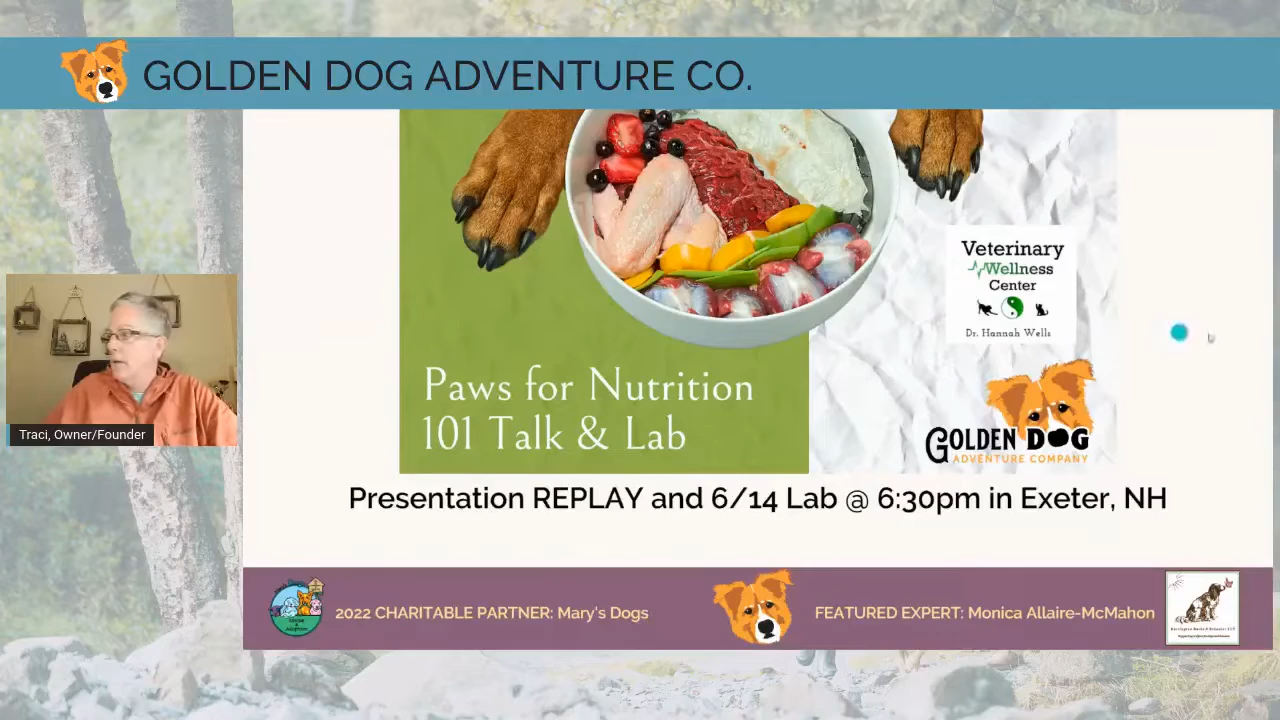 GOLDEN DOG ADVENTURE CO.
Veterinary
Wellness
Center
Dr. Hannah Wells
Paws for Nutrition
101 Talk & Lab
GOLDEN DOG
ADVENTURE COMPANY
Traci, Owner/Founder
Presentation REPLAY and 6/14 Lab @ 6:30pm in Exeter, NH
2022 CHARITABLE PARTNER: Mary's Dogs
FEATURED EXPERT: Monica Allaire-McMahon